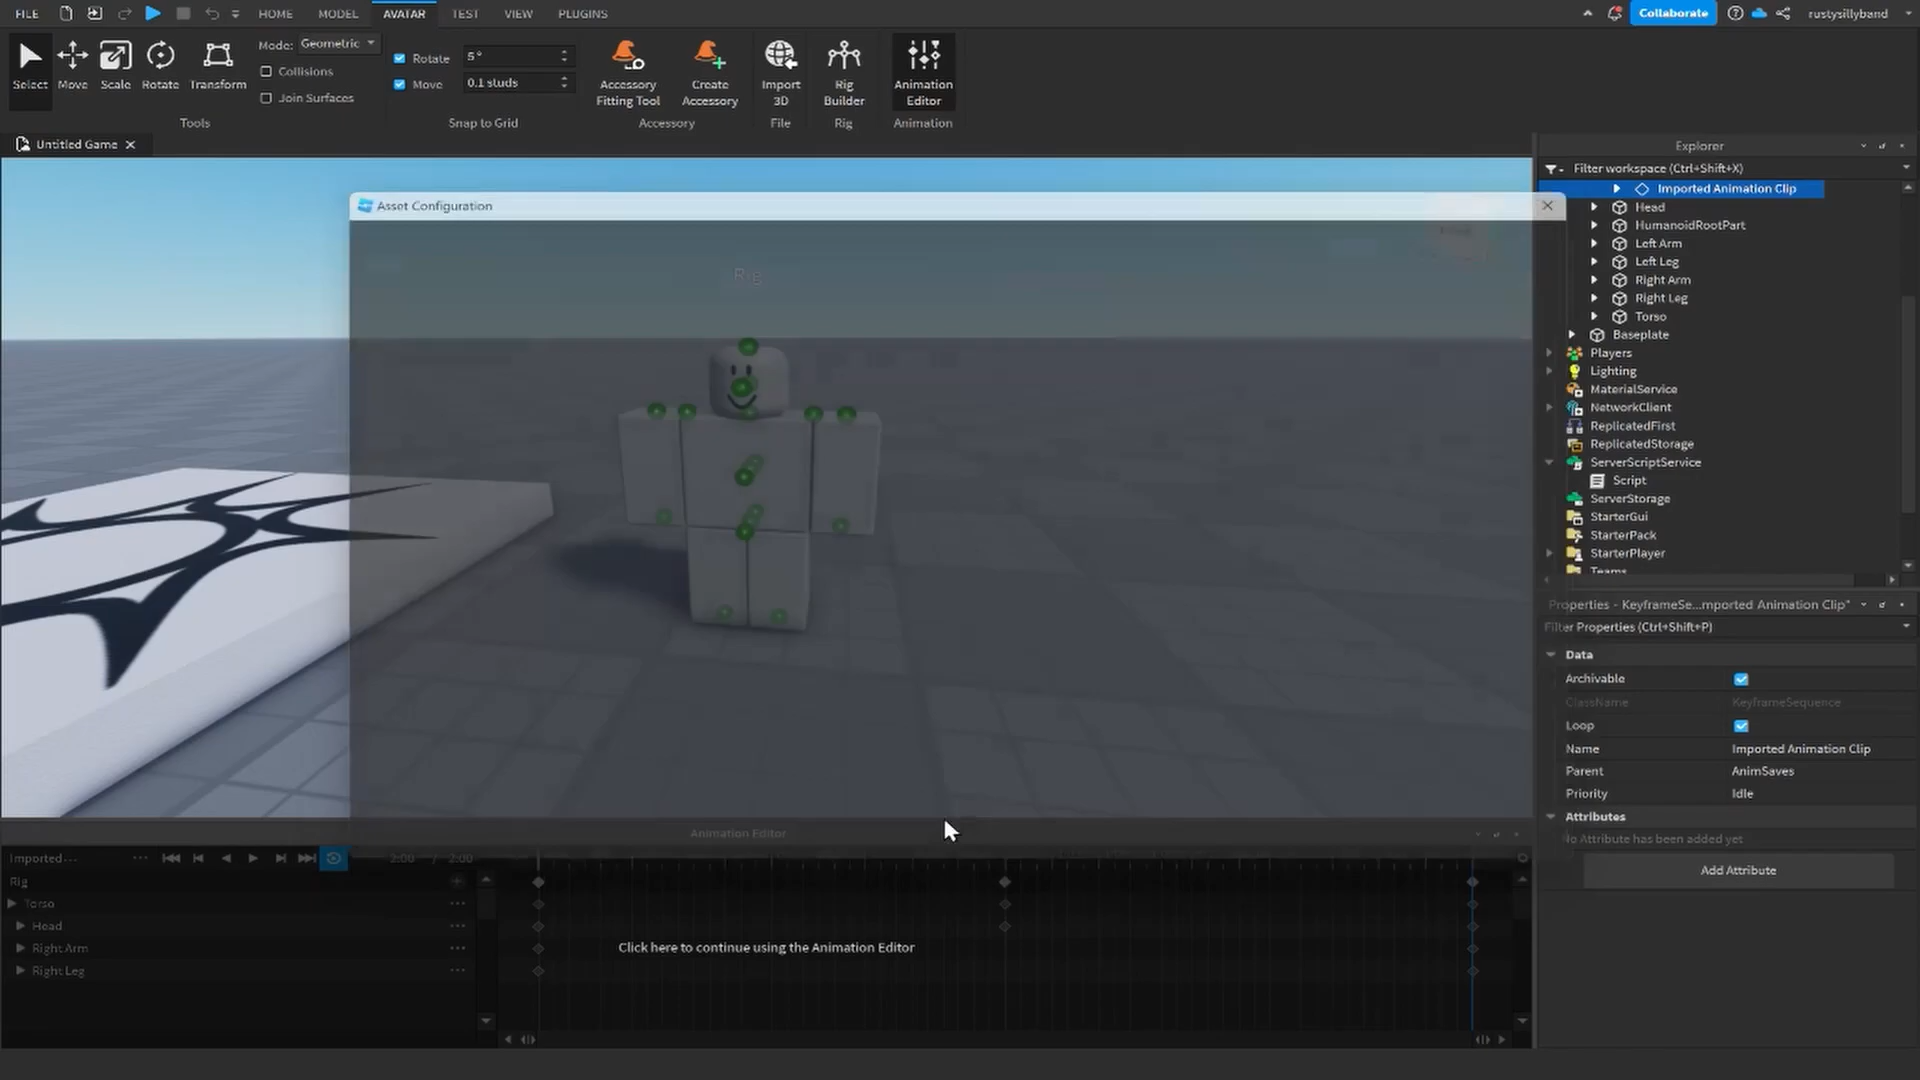 FILE HOME MODEL AVATAR TEST VIEW PLUGINS Collaborate rustysillyband
Mode: Geometric
Collisions
Join Surfaces
Select Move Scale Rotate Transform
Tools
Rotate 5°
Move 0.1 studs
Snap to Grid
Accessory Fitting Tool
Create Accessory
Accessory
Import 3D
File
Rig Builder
Rig
Animation Editor
Animation
Untitled Game
Asset Configuration
Rig
Explorer
Filter workspace (Ctrl+Shift+X)
Imported Animation Clip
Head
HumanoidRootPart
Left Arm
Left Leg
Right Arm
Right Leg
Torso
Baseplate
Players
Lighting
MaterialService
NetworkClient
ReplicatedFirst
ReplicatedStorage
ServerScriptService
Script
ServerStorage
StarterGui
StarterPack
StarterPlayer
Teams
Properties - KeyframeSe...mported Animation Clip"
Filter Properties (Ctrl+Shift+P)
Data
Archivable
ClassName KeyframeSequence
Loop
Name Imported Animation Clip
Parent AnimSaves
Priority Idle
Attributes
No Attribute has been added yet
Add Attribute
Animation Editor
Imported... 2:00 / 2:00
Rig
Torso
Head
Right Arm
Right Leg
Click here to continue using the Animation Editor